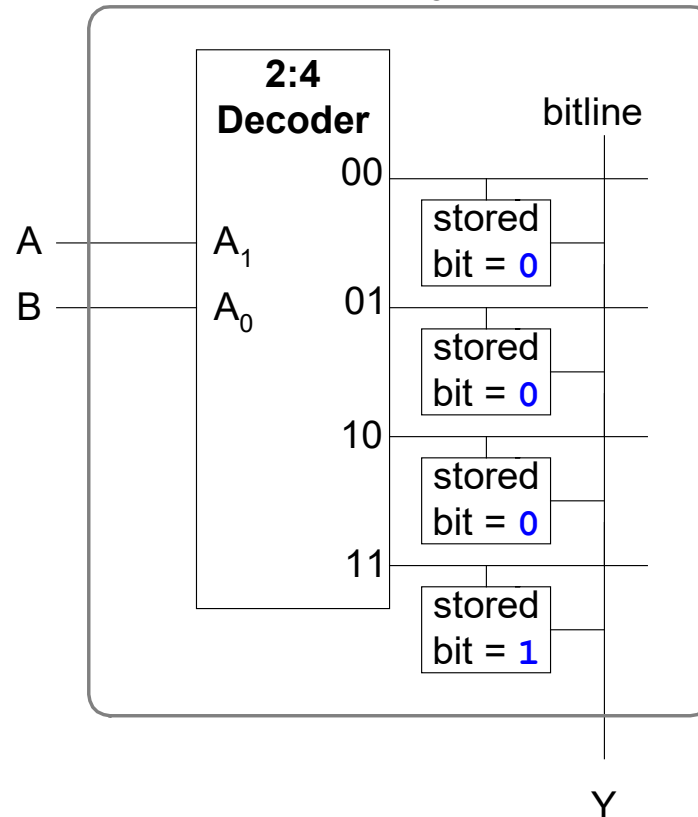 2:4
Decoder
bitline
00
stored
bit = 0
A
A1
B
A0
01
stored
bit = 0
10
stored
bit = 0
11
stored
bit = 1
Y